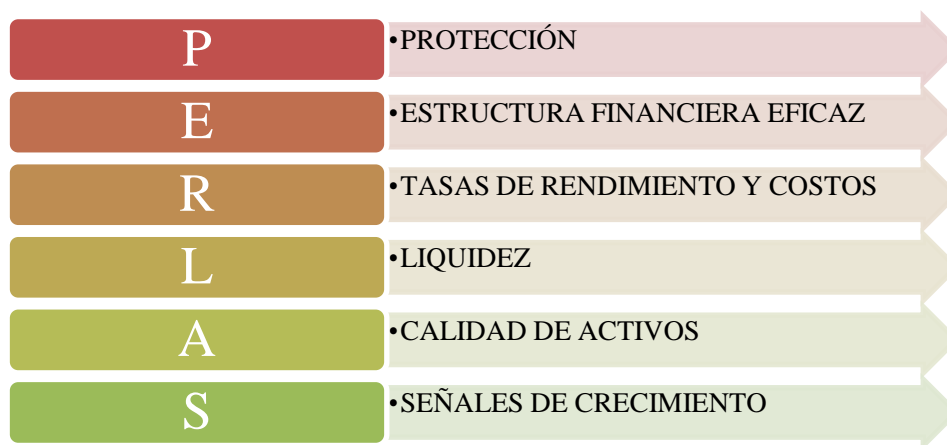 P
•PROTECCIÓN
E
•ESTRUCTURA FINANCIERA EFICAZ
R
•TASAS DE RENDIMIENTO Y COSTOS
L
•LIQUIDEZ
A
•CALIDAD DE ACTIVOS
S
•SEÑALES DE CRECIMIENTO